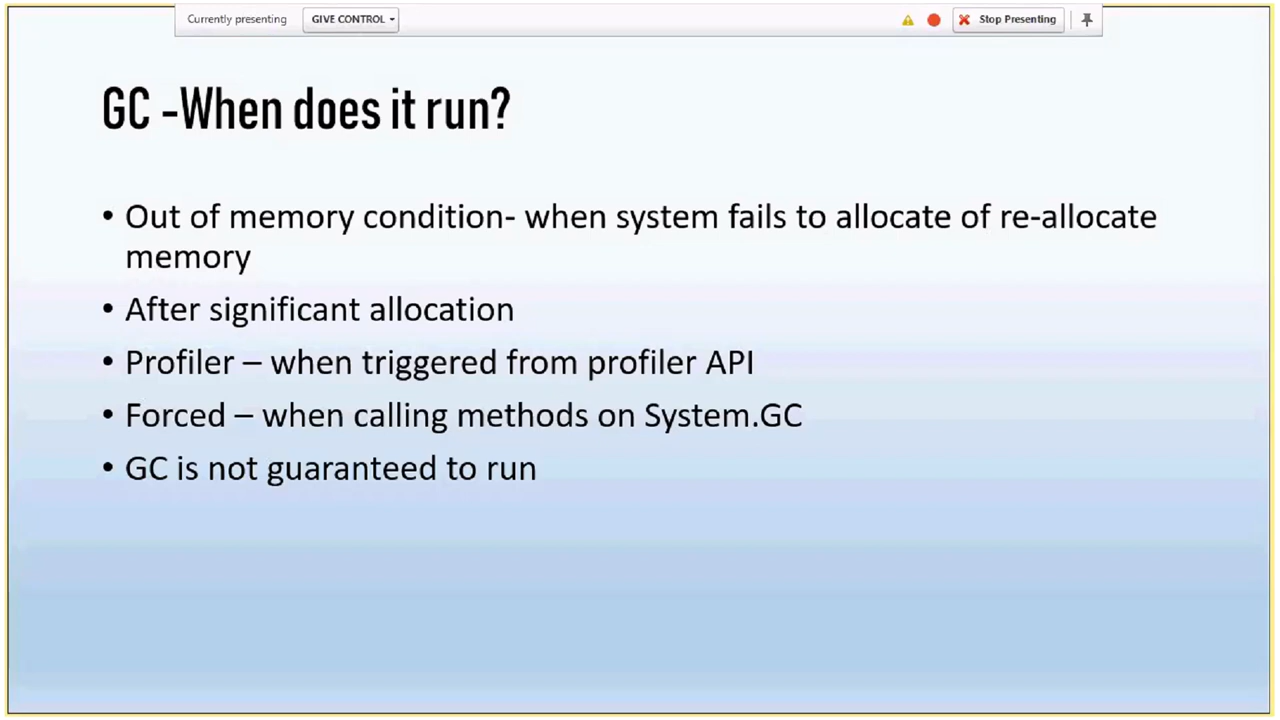 Currently presenting GIVE CONTROL Stop Presenting
GC -When does it run?
• Out of memory condition- when system fails to allocate of re-allocate
memory
• After significant allocation
• Profiler – when triggered from profiler API
• Forced – when calling methods on System.GC
• GC is not guaranteed to run